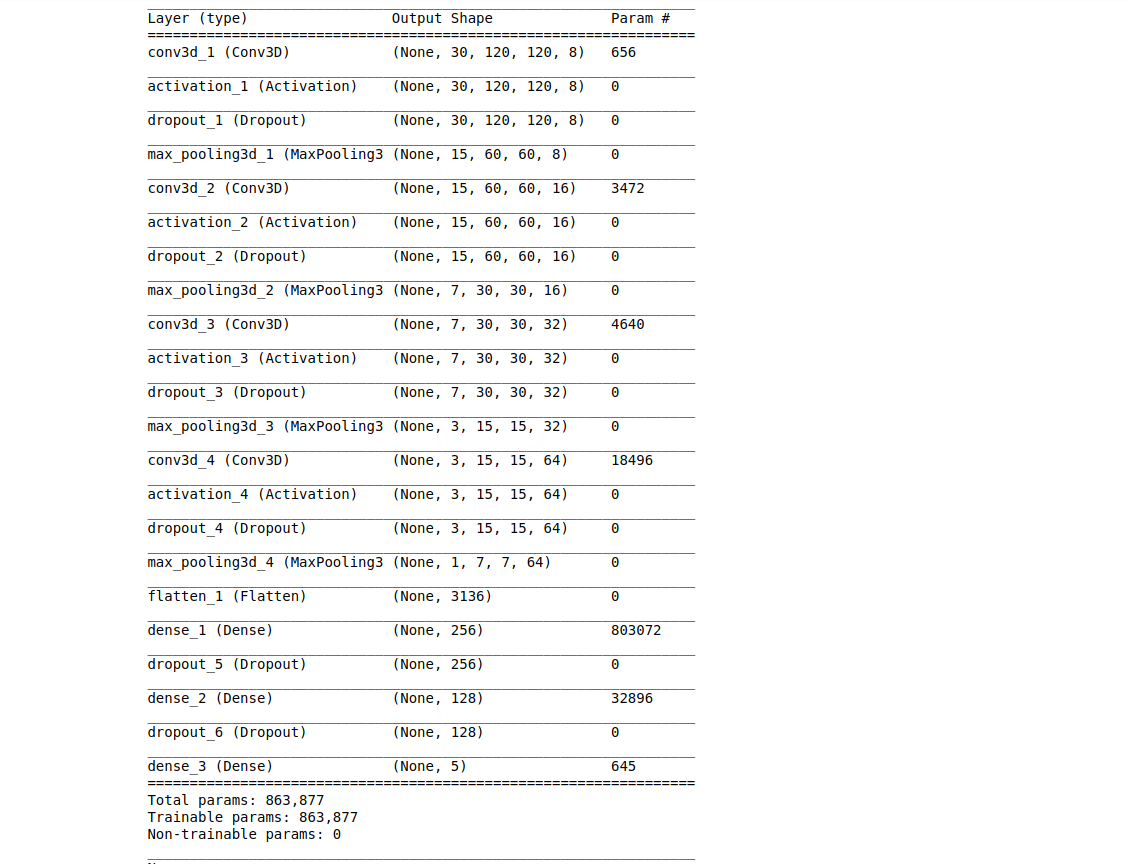 Layer (type) Output Shape Param #
=================================================================
conv3d_1 (Conv3D) (None, 30, 120, 120, 8) 656
activation_1 (Activation) (None, 30, 120, 120, 8) 0
dropout_1 (Dropout) (None, 30, 120, 120, 8) 0
max_pooling3d_1 (MaxPooling3 (None, 15, 60, 60, 8) 0
conv3d_2 (Conv3D) (None, 15, 60, 60, 16) 3472
activation_2 (Activation) (None, 15, 60, 60, 16) 0
dropout_2 (Dropout) (None, 15, 60, 60, 16) 0
max_pooling3d_2 (MaxPooling3 (None, 7, 30, 30, 16) 0
conv3d_3 (Conv3D) (None, 7, 30, 30, 32) 4640
activation_3 (Activation) (None, 7, 30, 30, 32) 0
dropout_3 (Dropout) (None, 7, 30, 30, 32) 0
max_pooling3d_3 (MaxPooling3 (None, 3, 15, 15, 32) 0
conv3d_4 (Conv3D) (None, 3, 15, 15, 64) 18496
activation_4 (Activation) (None, 3, 15, 15, 64) 0
dropout_4 (Dropout) (None, 3, 15, 15, 64) 0
max_pooling3d_4 (MaxPooling3 (None, 1, 7, 7, 64) 0
flatten_1 (Flatten) (None, 3136) 0
dense_1 (Dense) (None, 256) 803072
dropout_5 (Dropout) (None, 256) 0
dense_2 (Dense) (None, 128) 32896
dropout_6 (Dropout) (None, 128) 0
dense_3 (Dense) (None, 5) 645
=================================================================
Total params: 863,877
Trainable params: 863,877
Non-trainable params: 0